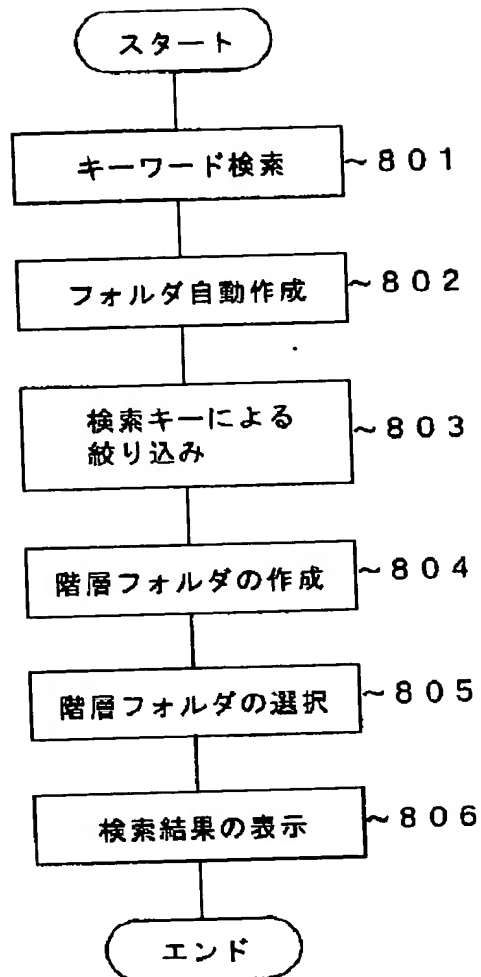 スタート
キーワード検索 ~801
フォルダ自動作成 ~802
検索キーによる
絞り込み ~803
階層フォルダの作成 ~804
階層フォルダの選択 ~805
検索結果の表示 ~806
エンド